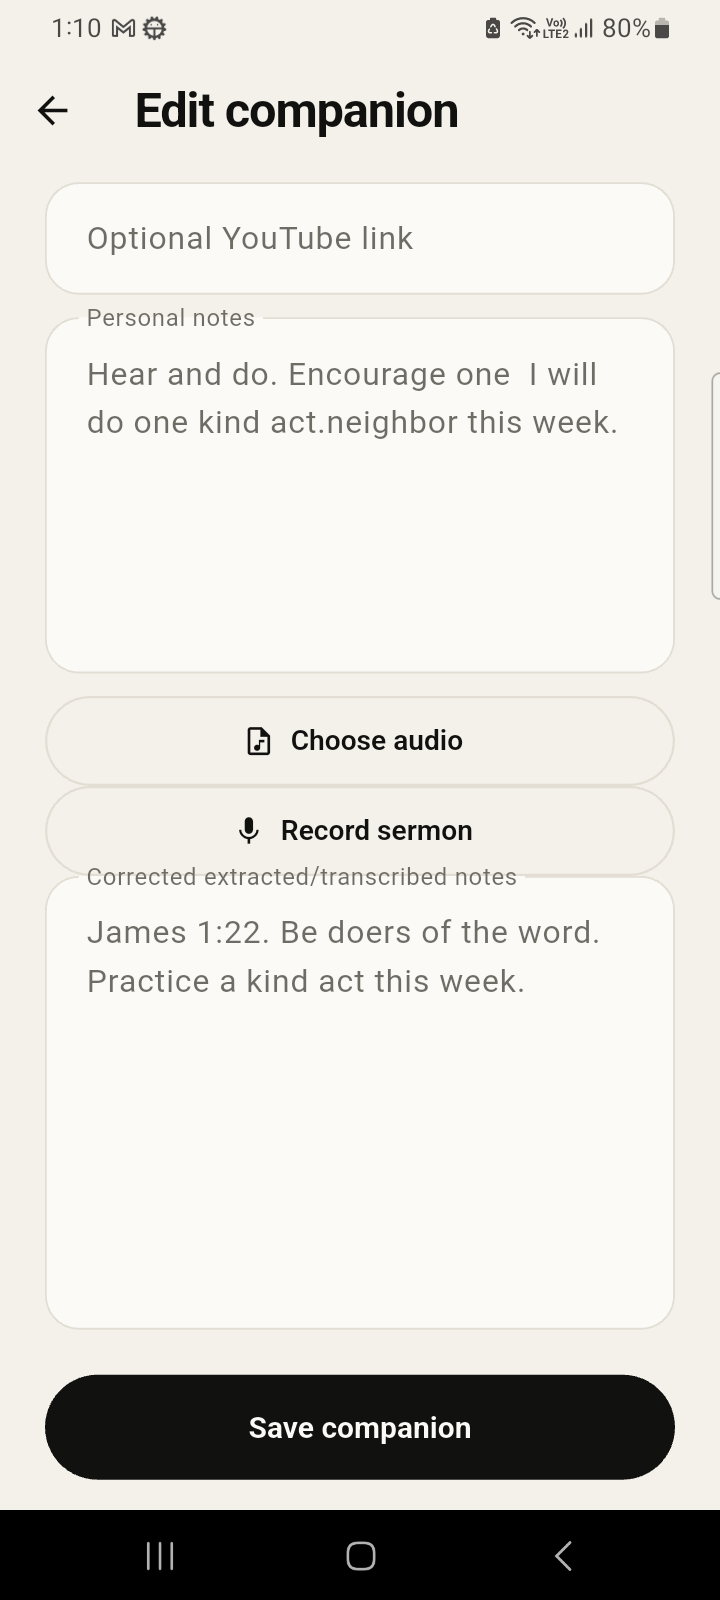 1:10 Vo)) LTE2 80%
Edit companion
Optional YouTube link
Personal notes
Hear and do. Encourage one  I will
do one kind act.neighbor this week.
Choose audio
Record sermon
Corrected extracted/transcribed notes
James 1:22. Be doers of the word.
Practice a kind act this week.
Save companion